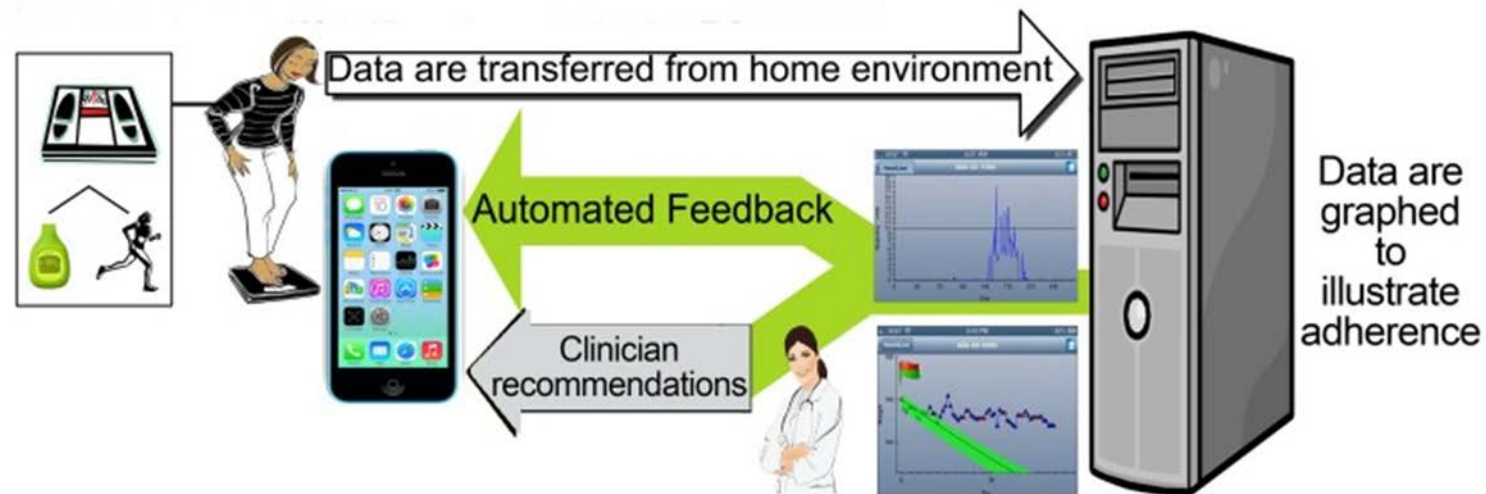 Data are transferred from home environment
Automated Feedback
Clinician
recommendations
Data are
graphed
to
illustrate
adherence